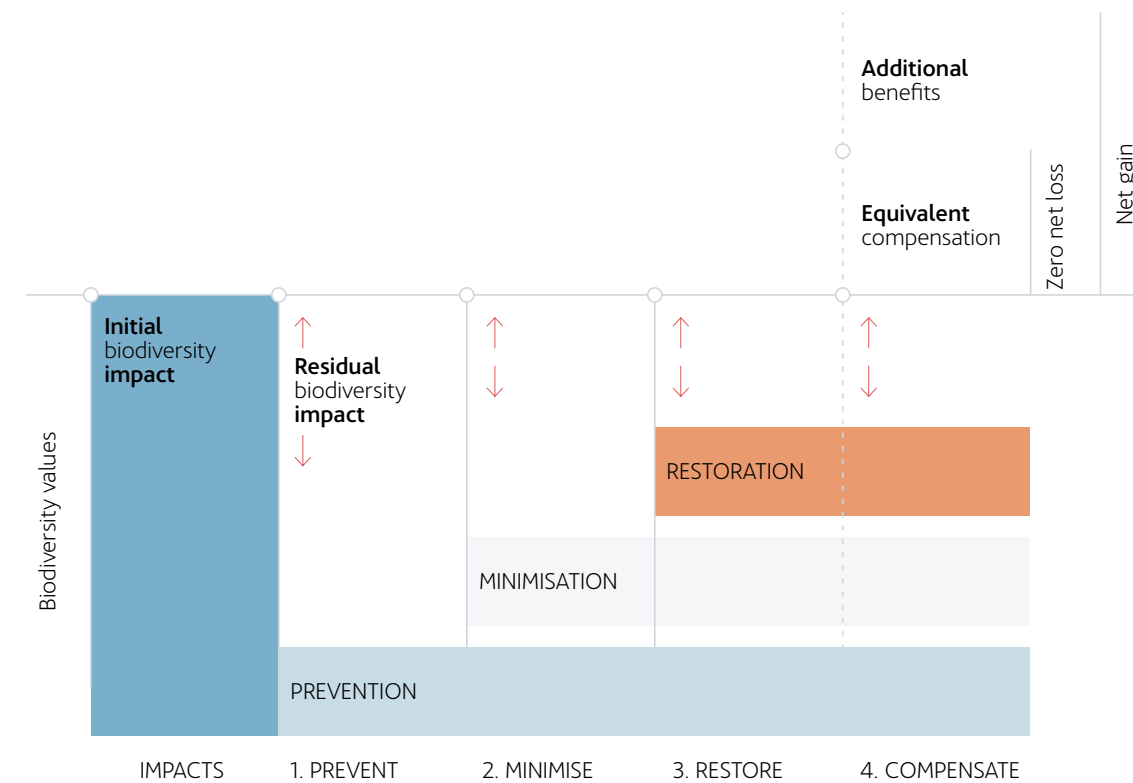 Additional
benefits
Equivalent
compensation
Zero net loss
Net gain
Initial
biodiversity
impact
Residual
biodiversity
impact
Biodiversity values
RESTORATION
MINIMISATION
PREVENTION
IMPACTS
1. PREVENT
2. MINIMISE
3. RESTORE
4. COMPENSATE